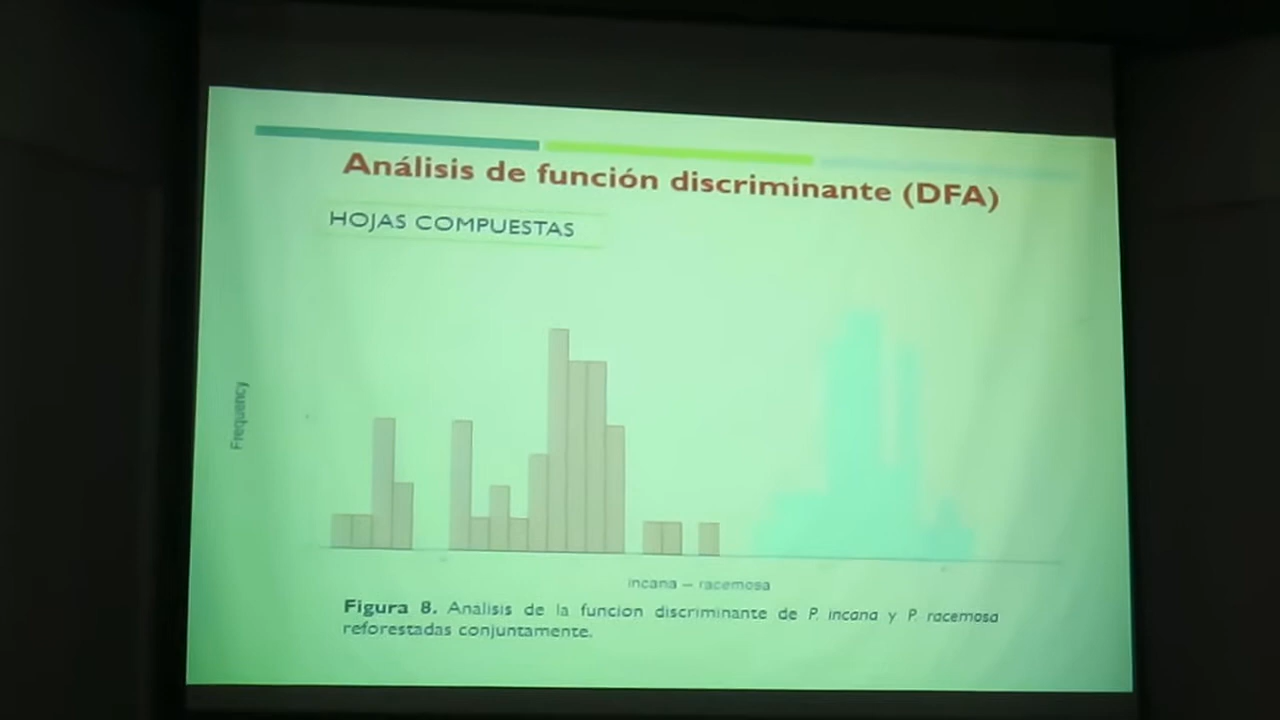 Análisis de función discriminante (DFA)
HOJAS COMPUESTAS
Frequency
incana – racemosa
Figura 8. Analisis de la funcion discriminante de P. incana y P. racemosa
reforestadas conjuntamente.